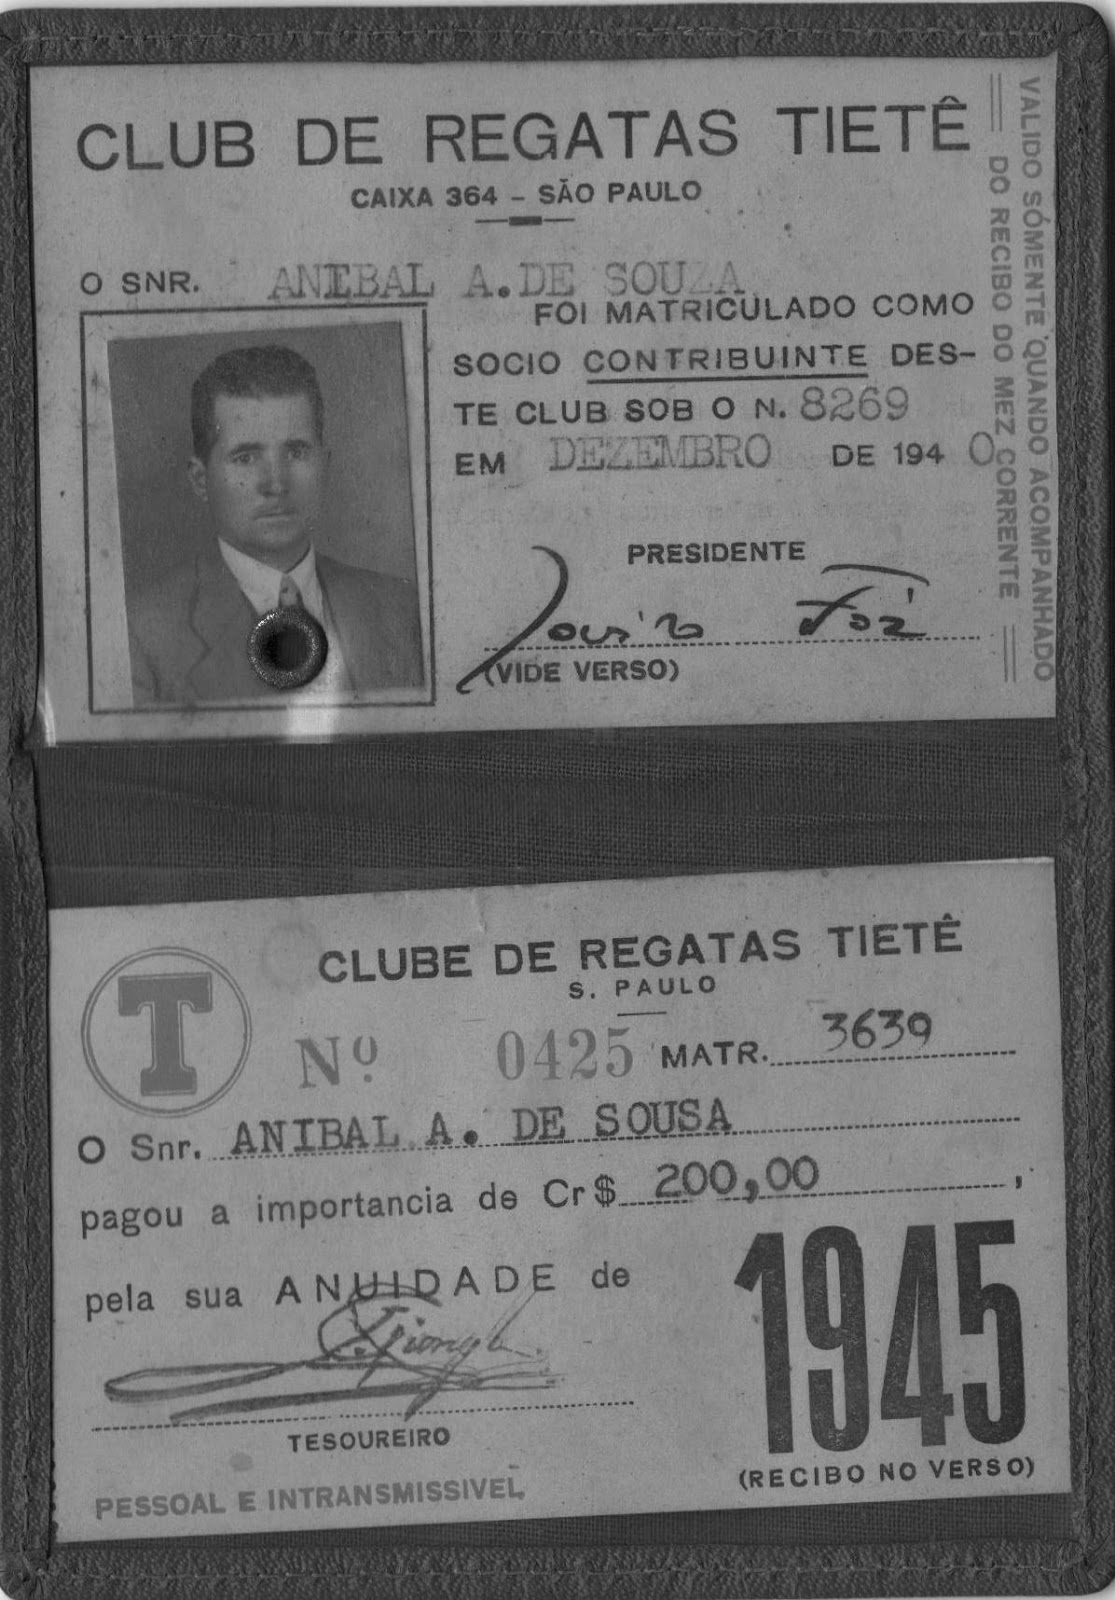 CLUB DE REGATAS TIETÊ
CAIXA 364 - SÃO PAULO
O SNR. ANIBAL A. DE SOUZA
FOI MATRICULADO COMO
SOCIO CONTRIBUINTE DES-
TE CLUB SOB O N. 8269
EM DEZEMBRO DE 1940
PRESIDENTE
(VIDE VERSO)
VALIDO SÓMENTE QUANDO ACOMPANHADO
DO RECIBO DO MEZ CORRENTE
T
CLUBE DE REGATAS TIETÊ
S. PAULO
Nº 0425 MATR. 3639
O Snr. ANIBAL A. DE SOUSA
pagou a importancia de Cr$ 200,00,
pela sua ANUIDADE de
1945
TESOUREIRO
(RECIBO NO VERSO)
PESSOAL E INTRANSMISSIVEL